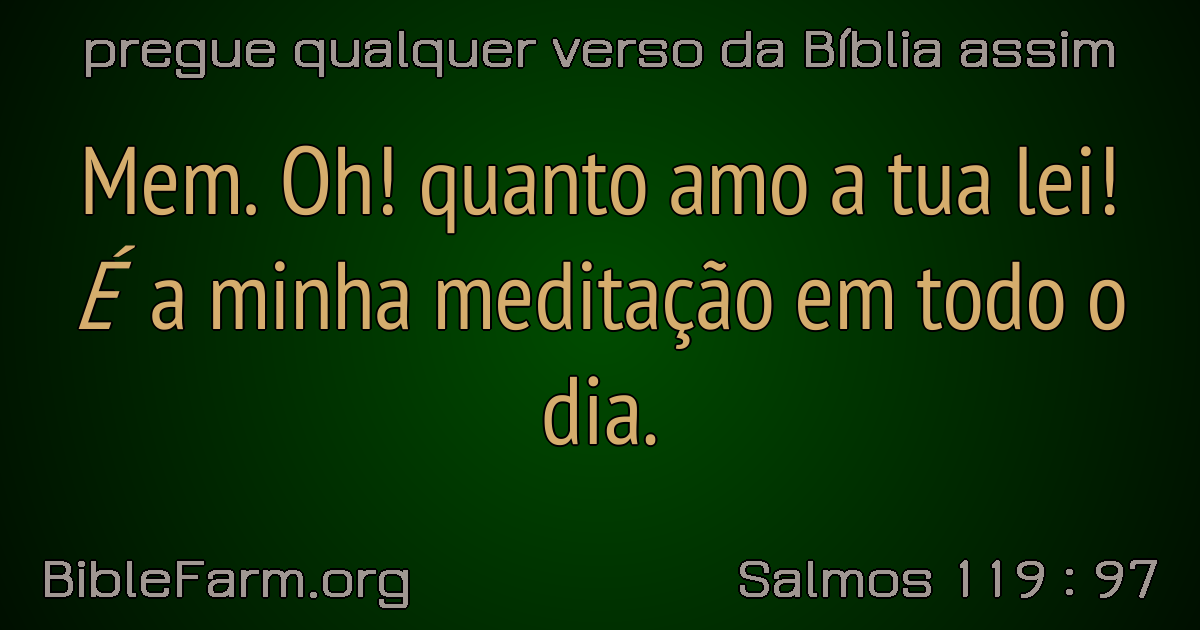 pregue qualquer verso da Bíblia assim
Mem. Oh! quanto amo a tua lei!
É a minha meditação em todo o
dia.
BibleFarm.org
Salmos 119 : 97